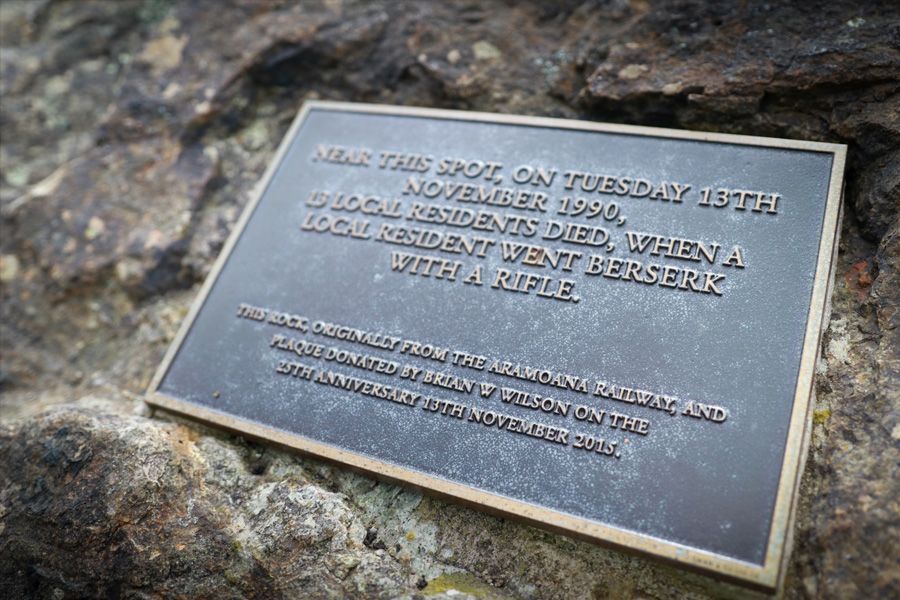 NEAR THIS SPOT, ON TUESDAY 13TH
NOVEMBER 1990,
13 LOCAL RESIDENTS DIED, WHEN A
LOCAL RESIDENT WENT BERSERK
WITH A RIFLE.
THIS ROCK, ORIGINALLY FROM THE ARAMOANA RAILWAY, AND
PLAQUE DONATED BY BRIAN W WILSON ON THE
25TH ANNIVERSARY 13TH NOVEMBER 2015.